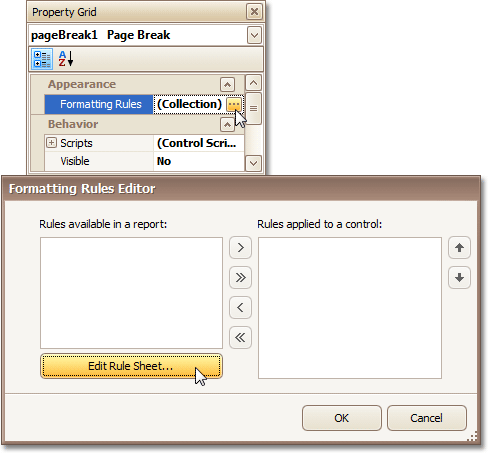 Property Grid
pageBreak1 Page Break
A
Z
Appearance
Formatting Rules (Collection)
Behavior
Scripts (Control Scri...
Visible No
Formatting Rules Editor
Rules available in a report: Rules applied to a control:
Edit Rule Sheet...
OK Cancel